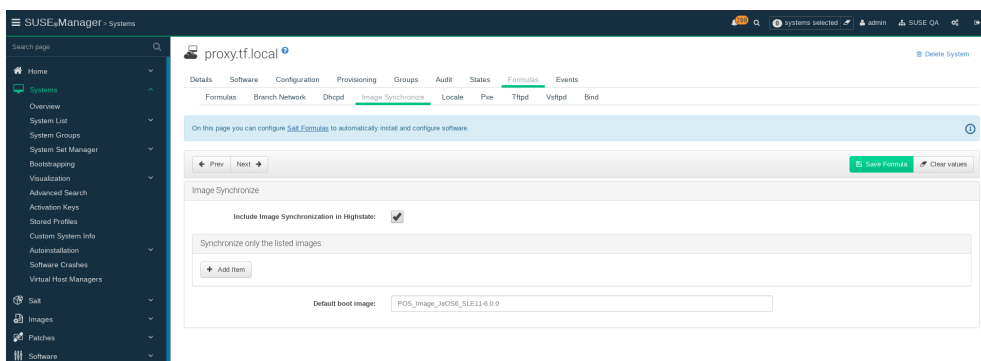 SUSE®Manager > Systems
systems selected
admin
SUSE QA
Search page
Home
Systems
Overview
System List
System Groups
System Set Manager
Bootstrapping
Visualization
Advanced Search
Activation Keys
Stored Profiles
Custom System Info
Autoinstallation
Software Crashes
Virtual Host Managers
Salt
Images
Patches
Software
proxy.tf.local ?
Delete System
Details Software Configuration Provisioning Groups Audit States Formulas Events
Formulas Branch Network Dhcpd Image Synchronize Locale Pxe Tftpd Vsftpd Bind
On this page you can configure Salt Formulas to automatically install and configure software.
Prev Next
Save Formula Clear values
Image Synchronize
Include Image Synchronization in Highstate:
Synchronize only the listed images
+ Add Item
Default boot image: POS_Image_JeOS6_SLE11-6.0.0